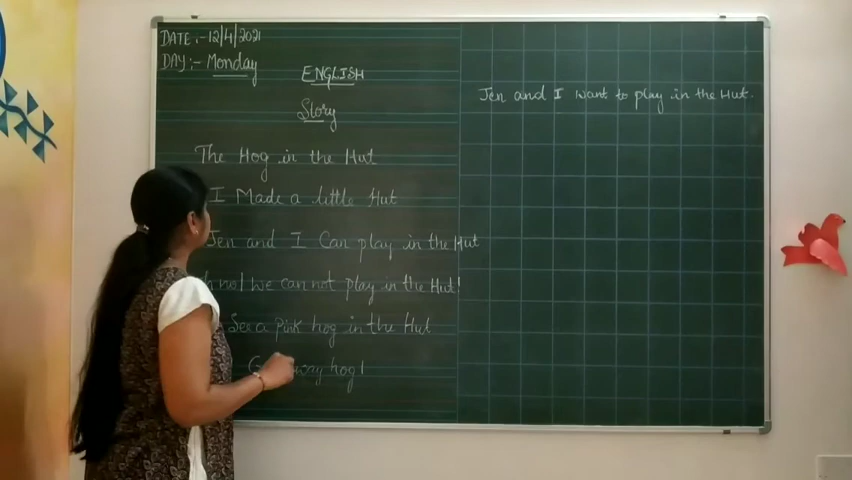 DATE :- 12/4/2021
DAY :- Monday
ENGLISH
Story
The Hog in the Hut
I Made a little Hut
Jen and I Can play in the Hut
no! we can not play in the Hut!
See a Pink hog in the Hut
hog!
Jen and I want to play in the Hut.